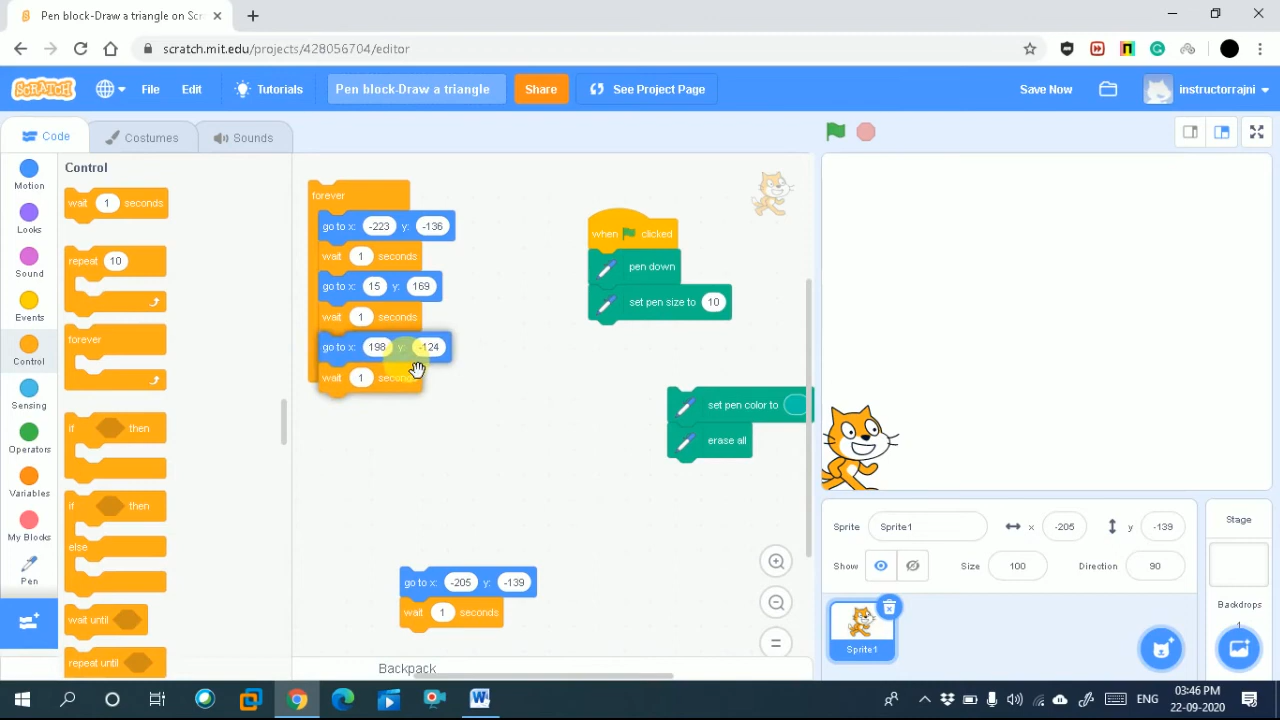 Pen block-Draw a triangle on Scr
scratch.mit.edu/projects/428056704/editor
SCRATCH
File
Edit
Tutorials
Pen block-Draw a triangle
Share
See Project Page
Save Now
instructorrajni
Code
Costumes
Sounds
Motion
Looks
Sound
Events
Control
Sensing
Operators
Variables
My Blocks
Pen
Control
wait 1 seconds
repeat 10
forever
if then
if then
else
wait until
repeat until
forever
go to x: -223 y: -136
wait 1 seconds
go to x: 15 y: 169
wait 1 seconds
go to x: 198 y: -124
wait 1 seconds
when clicked
pen down
set pen size to 10
set pen color to
erase all
go to x: -205 y: -139
wait 1 seconds
Backpack
Sprite Sprite1 x -205 y -139
Show Size 100 Direction 90
Sprite1
Stage
Backdrops
1
ENG
03:46 PM
22-09-2020